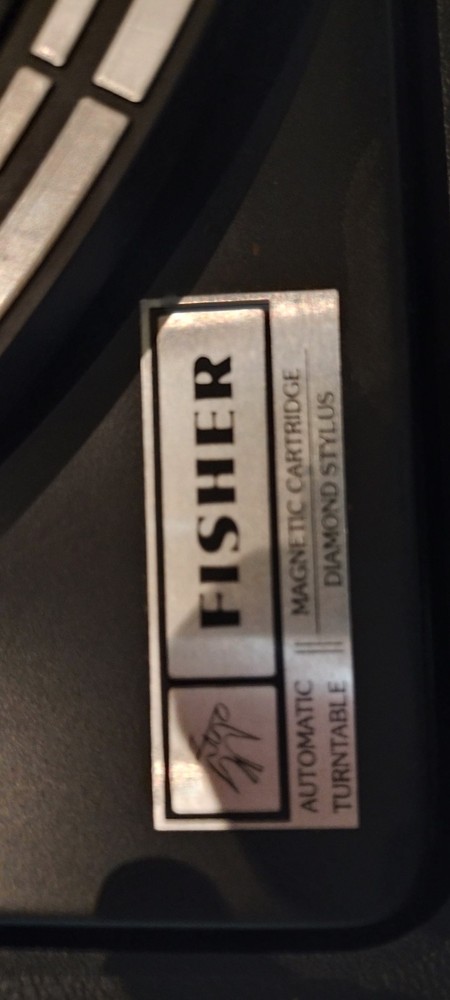 FISHER
AUTOMATIC TURNTABLE
MAGNETIC CARTRIDGE
DIAMOND STYLUS